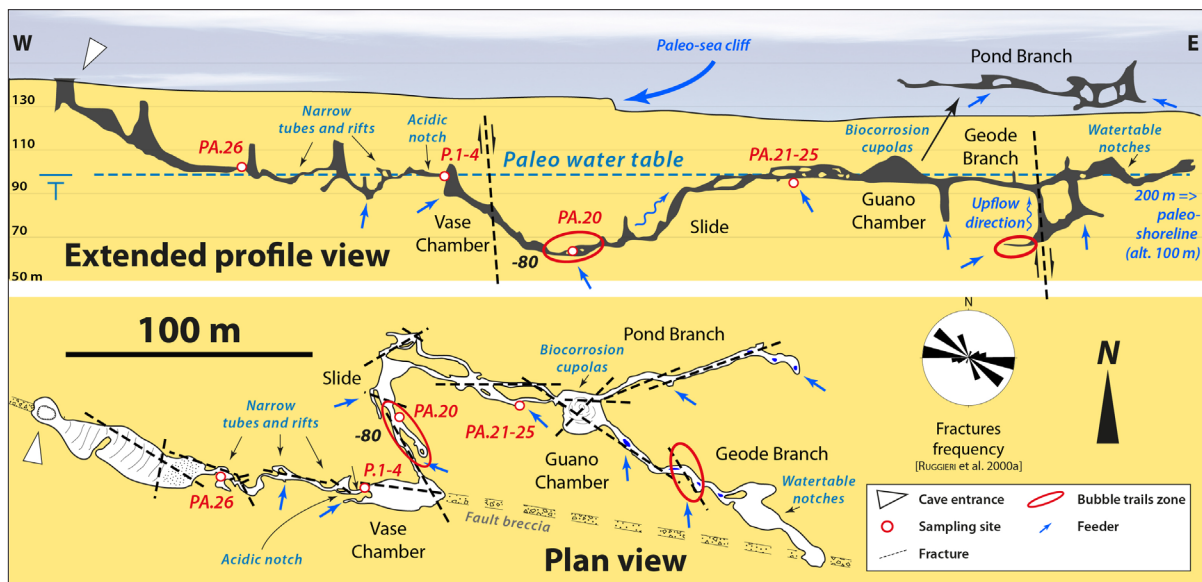 W
E
Paleo-sea cliff
Pond Branch
130
110
90
70
50 m
Narrow
tubes and rifts
Acidic
notch
PA.26
P.1-4
Paleo water table
PA.21-25
Biocorrosion
cupolas
Geode
Branch
Watertable
notches
T
Vase
Chamber
PA.20
-80
Slide
Guano
Chamber
Upflow
direction
200 m =>
paleo-
shoreline
(alt. 100 m)
Extended profile view
100 m
Pond Branch
Biocorrosion
cupolas
N
Slide
Narrow
tubes and rifts
PA.20
-80
PA.21-25
N
Fractures
frequency
[RUGGIERI et al. 2000a]
Guano
Chamber
Geode Branch
P.1-4
PA.26
Watertable
notches
Fault breccia
Vase
Chamber
Acidic notch
Plan view
Cave entrance
Bubble trails zone
Sampling site
Feeder
Fracture